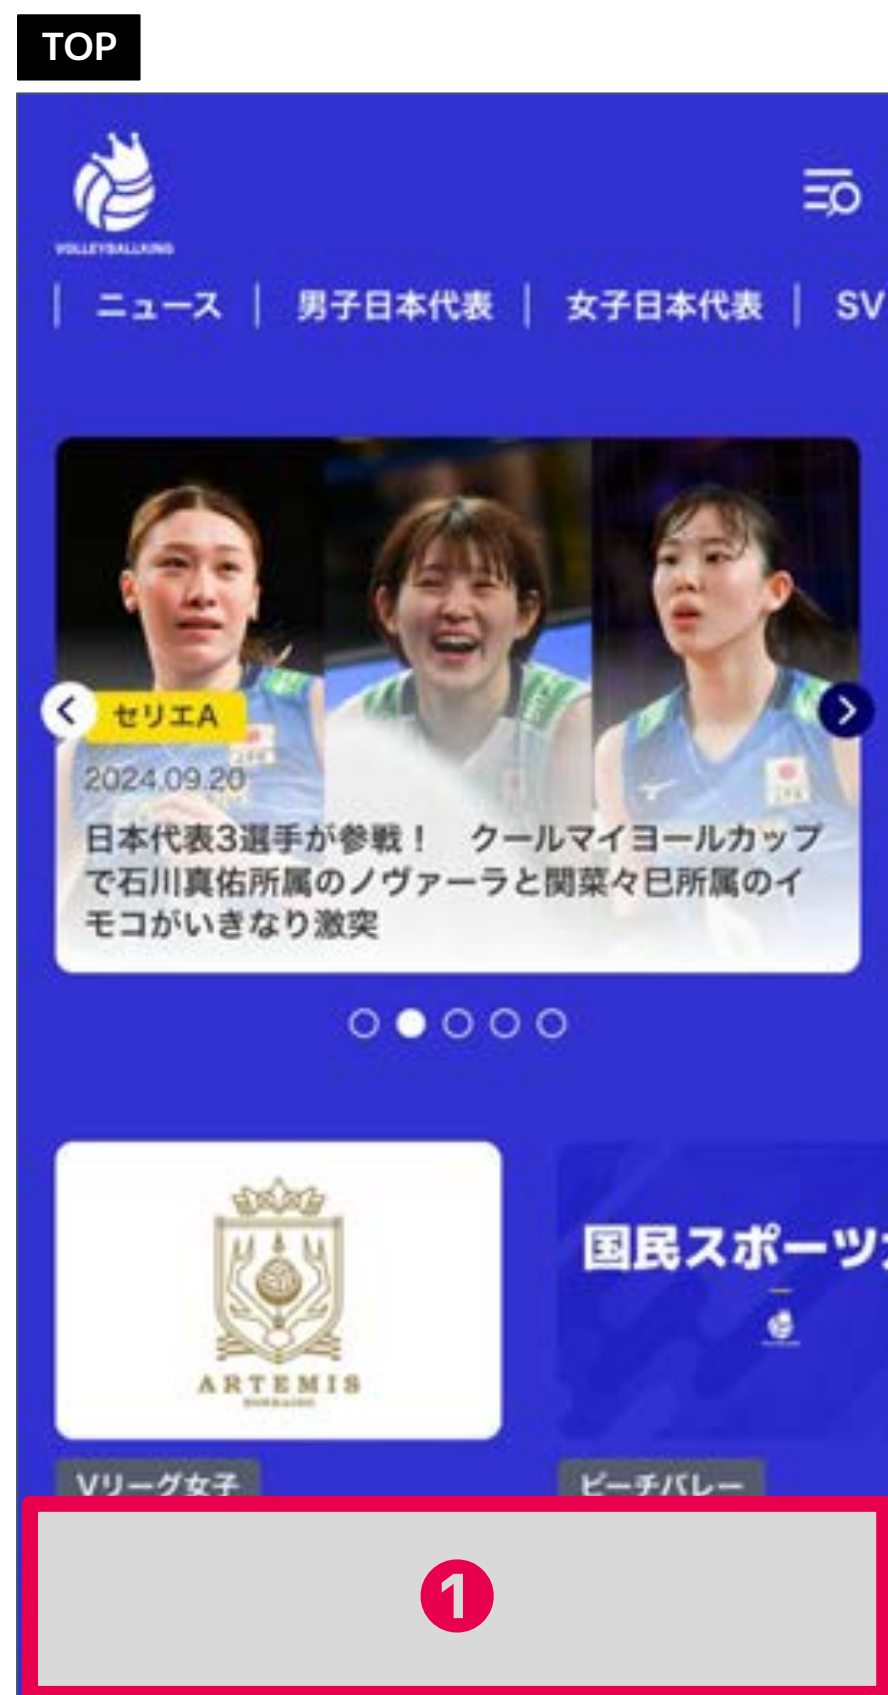 TOP
VOLLEYBALLKING
ニュース
男子日本代表
女子日本代表
SV
セリエA
2024.09.20
日本代表3選手が参戦！　クールマイヨールカップ
で石川真佑所属のノヴァーラと関菜々巳所属のイ
モコがいきなり激突
ARTEMIS
HOKKAIDO
国民スポーツ
Vリーグ女子
ビーチバレー
1